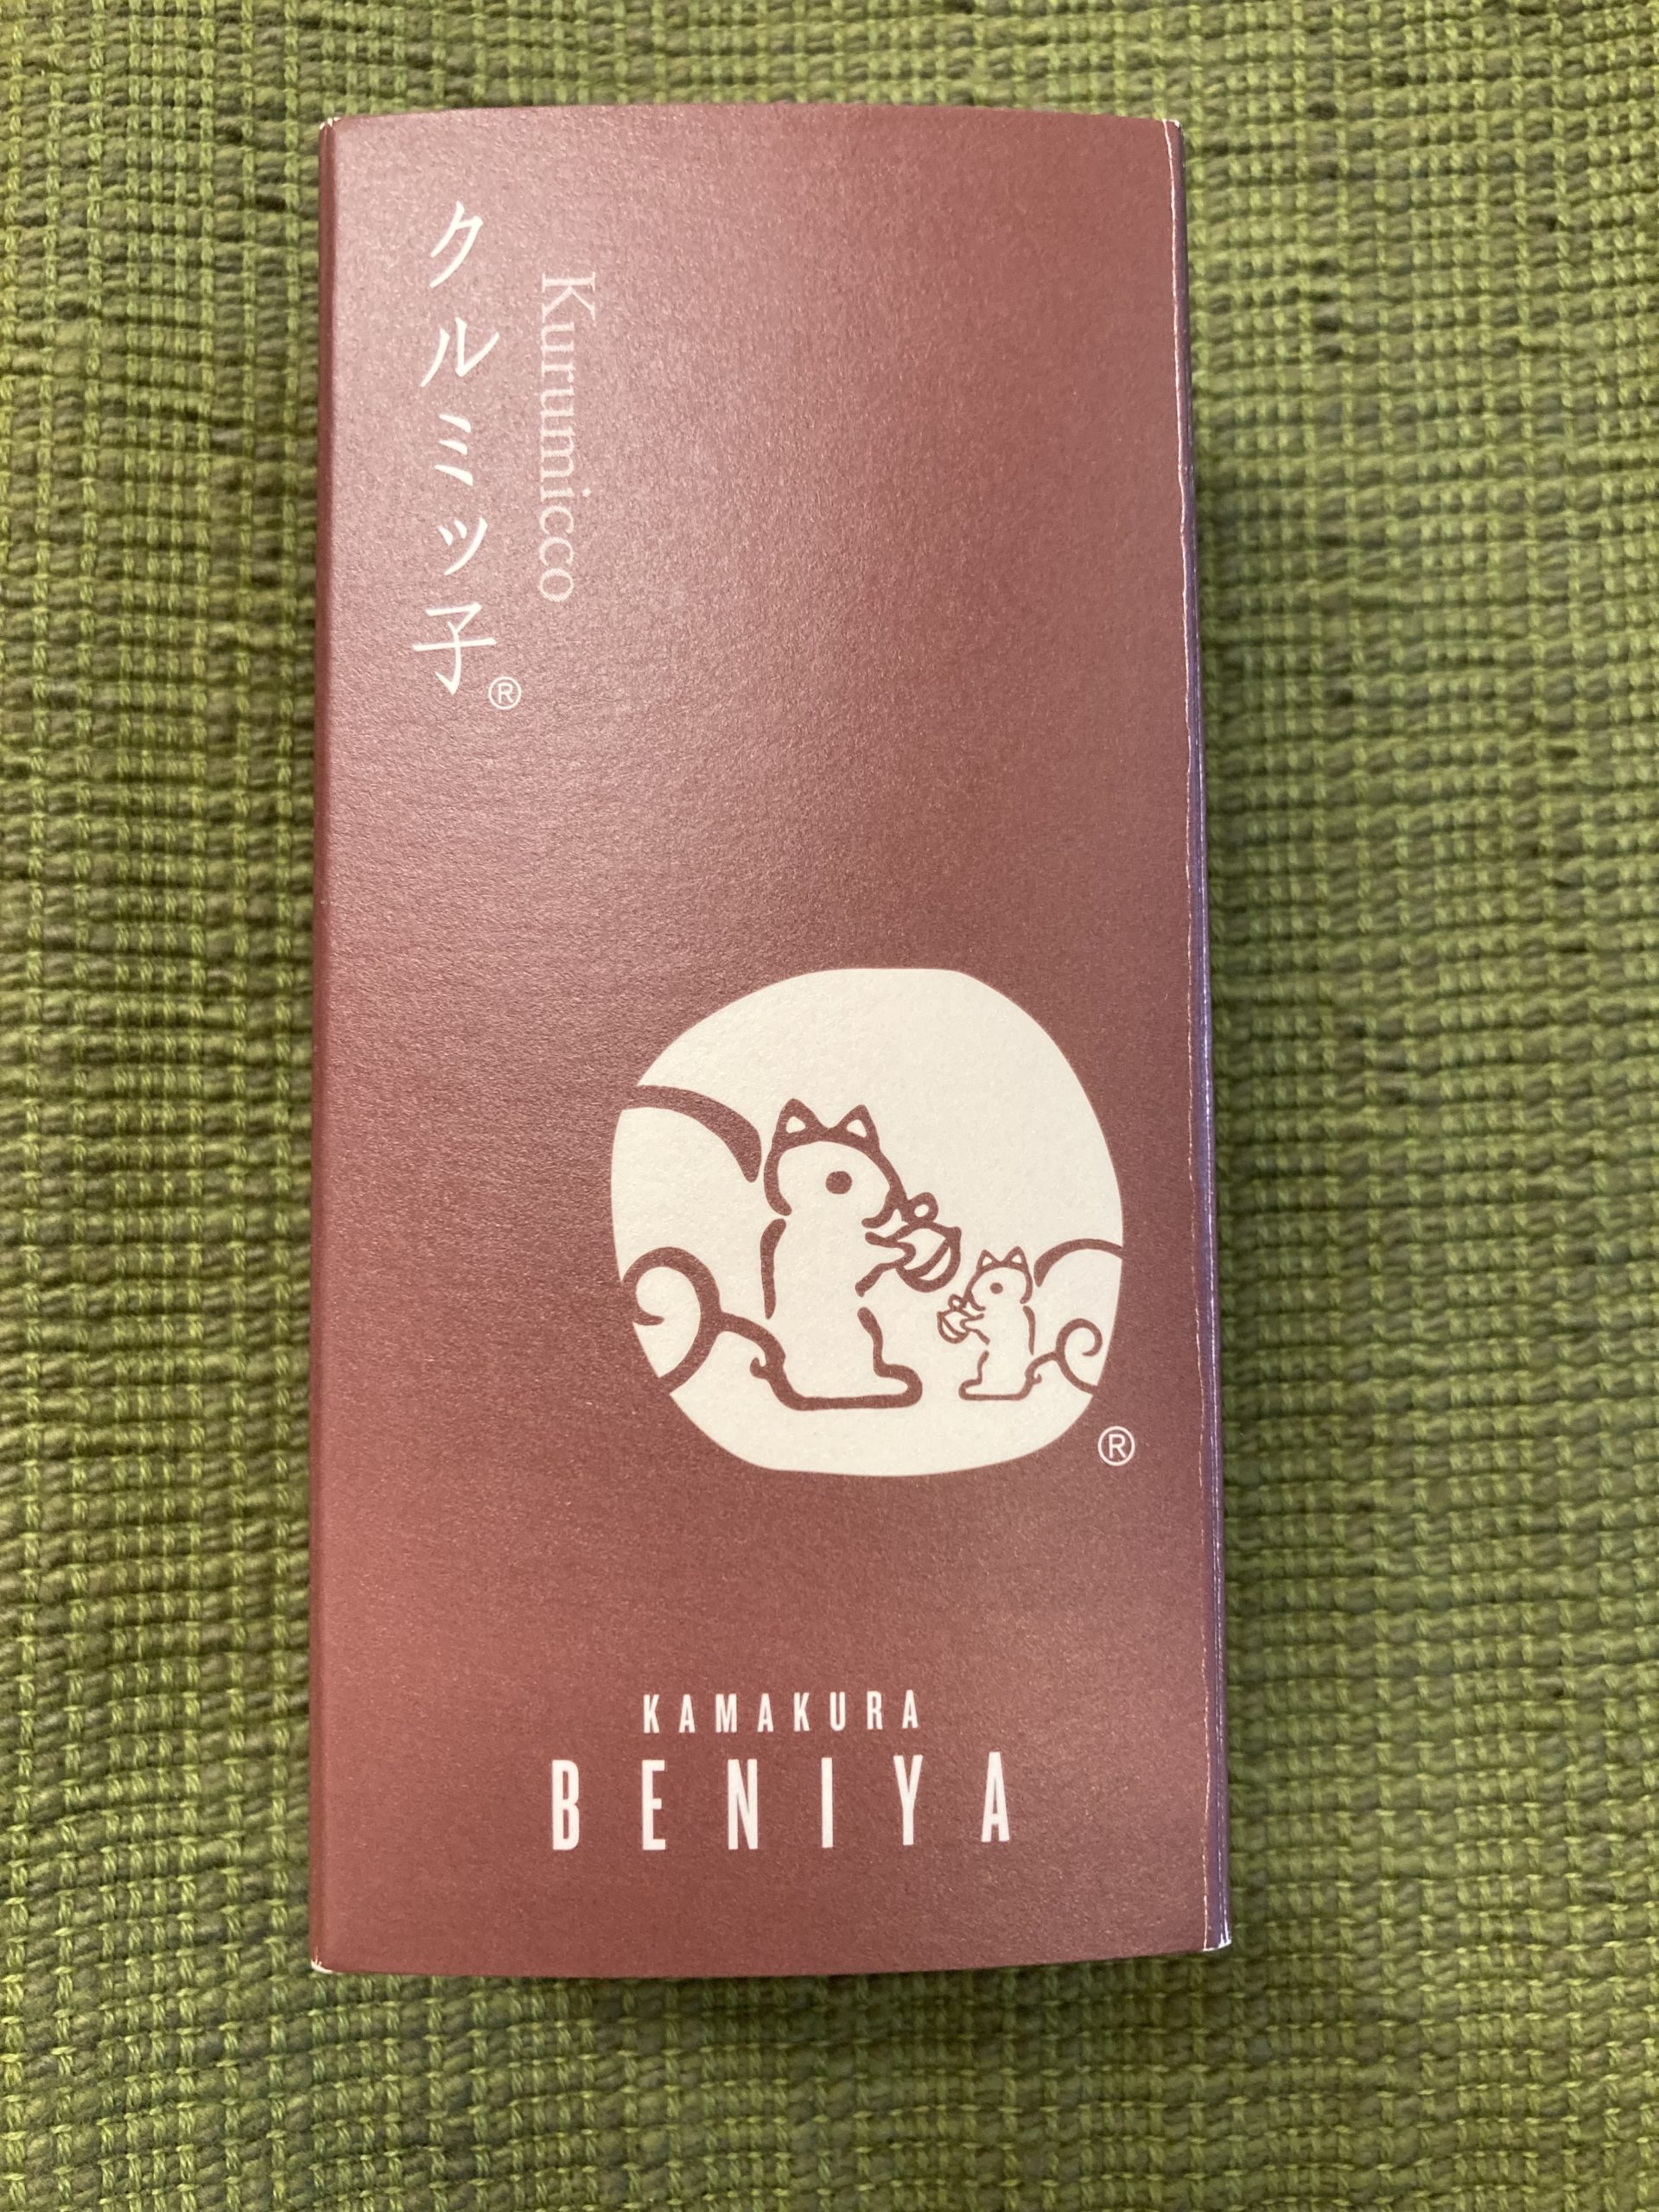 クルミッ子®
Kurumicco
®
KAMAKURA
BENIYA